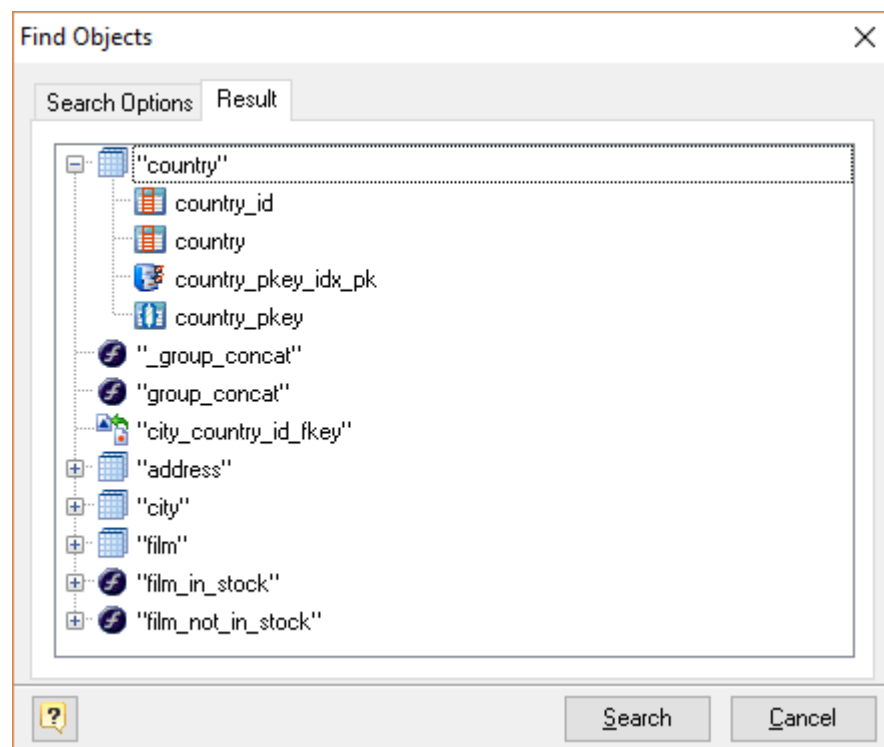 Find Objects
Search Options Result
"country"
country_id
country
country_pkey_idx_pk
country_pkey
"_group_concat"
"group_concat"
"city_country_id_fkey"
"address"
"city"
"film"
"film_in_stock"
"film_not_in_stock"
? Search Cancel